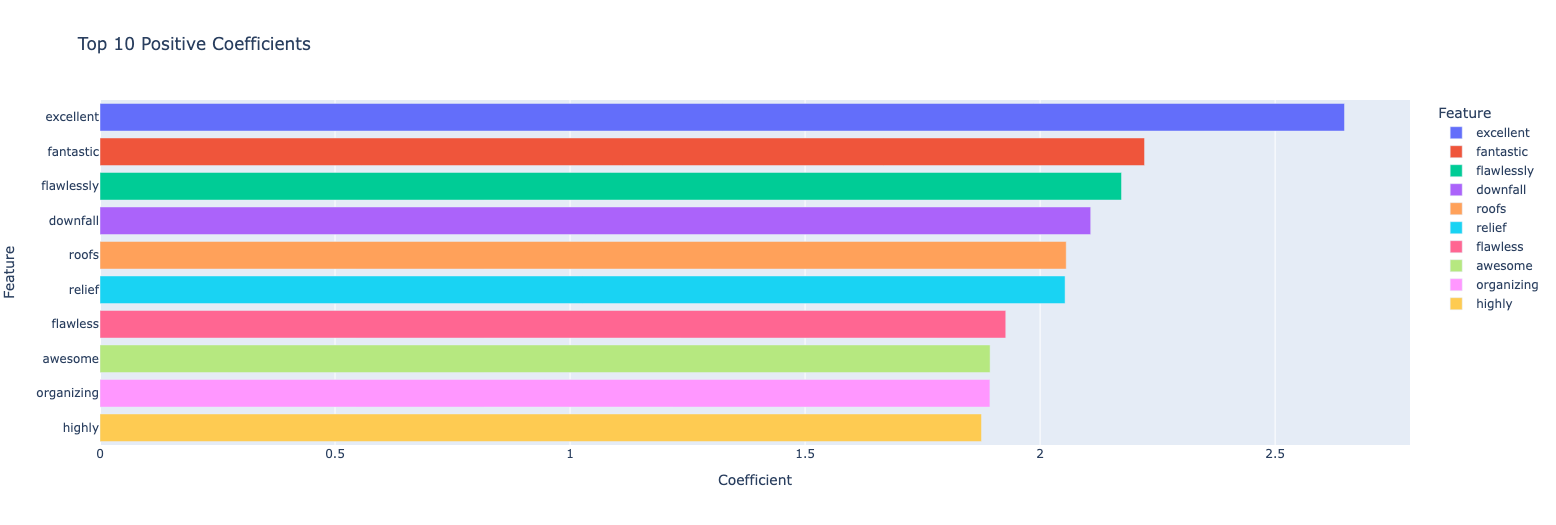 Top 10 Positive Coefficients
Feature
excellent
fantastic
flawlessly
downfall
roofs
relief
flawless
awesome
organizing
highly
0 0.5 1 1.5 2 2.5
Coefficient
Feature
excellent
fantastic
flawlessly
downfall
roofs
relief
flawless
awesome
organizing
highly